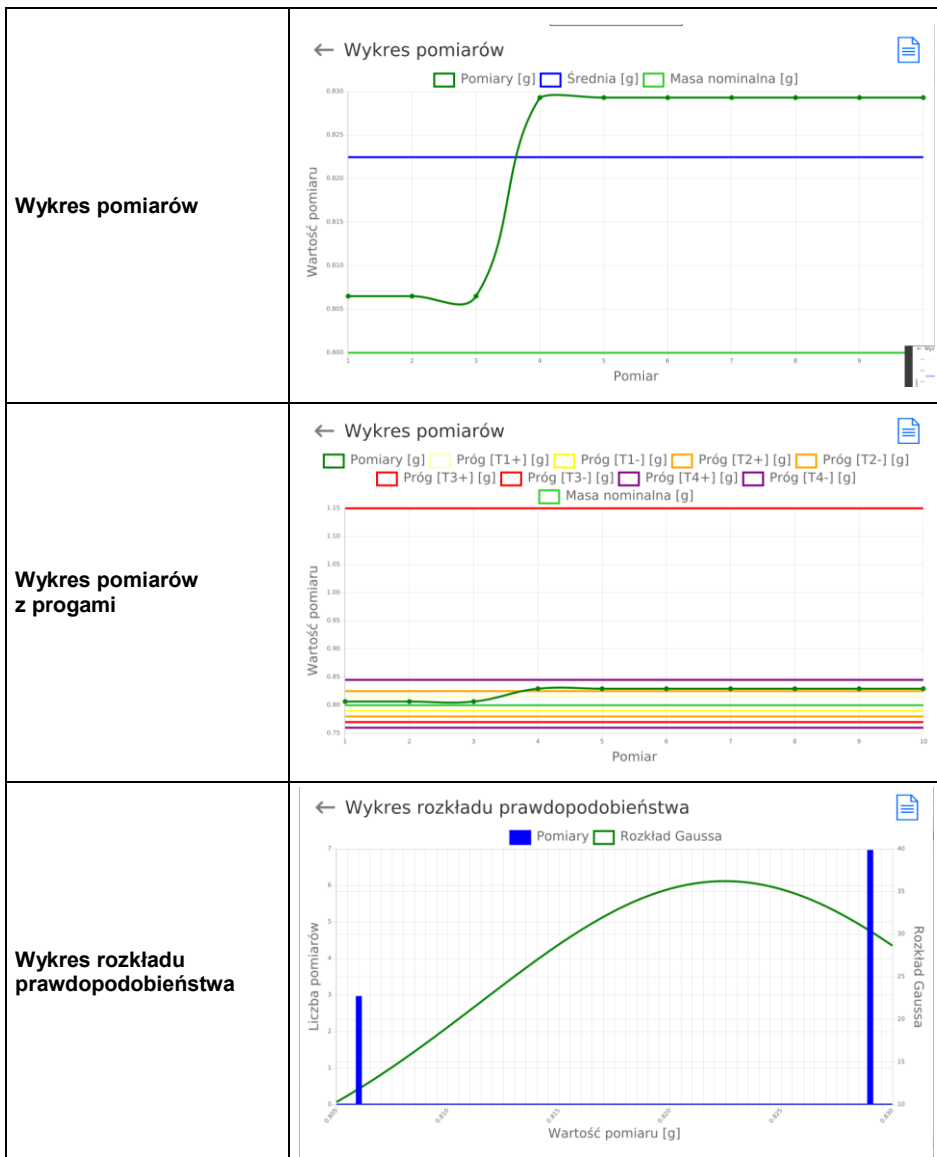 Wykres pomiarów
← Wykres pomiarów
Pomiary [g] Średnia [g] Masa nominalna [g]
Wartość pomiaru
0.830
0.825
0.820
0.815
0.810
0.805
0.800
1 2 3 4 5 6 7 8 9
Pomiar
Wykres pomiarów
z progami
← Wykres pomiarów
Pomiary [g] Próg [T1+] [g] Próg [T1-] [g] Próg [T2+] [g] Próg [T2-] [g]
Próg [T3+] [g] Próg [T3-] [g] Próg [T4+] [g] Próg [T4-] [g]
Masa nominalna [g]
Wartość pomiaru
1.15
1.10
1.05
1.00
0.95
0.90
0.85
0.80
0.75
1 2 3 4 5 6 7 8 9 10
Pomiar
Wykres rozkładu
prawdopodobieństwa
← Wykres rozkładu prawdopodobieństwa
Pomiary Rozkład Gaussa
Liczba pomiarów
7
6
5
4
3
2
1
0
40
35
30
25
20
15
10
Rozkład Gaussa
0.805 0.810 0.815 0.820 0.825 0.830
Wartość pomiaru [g]